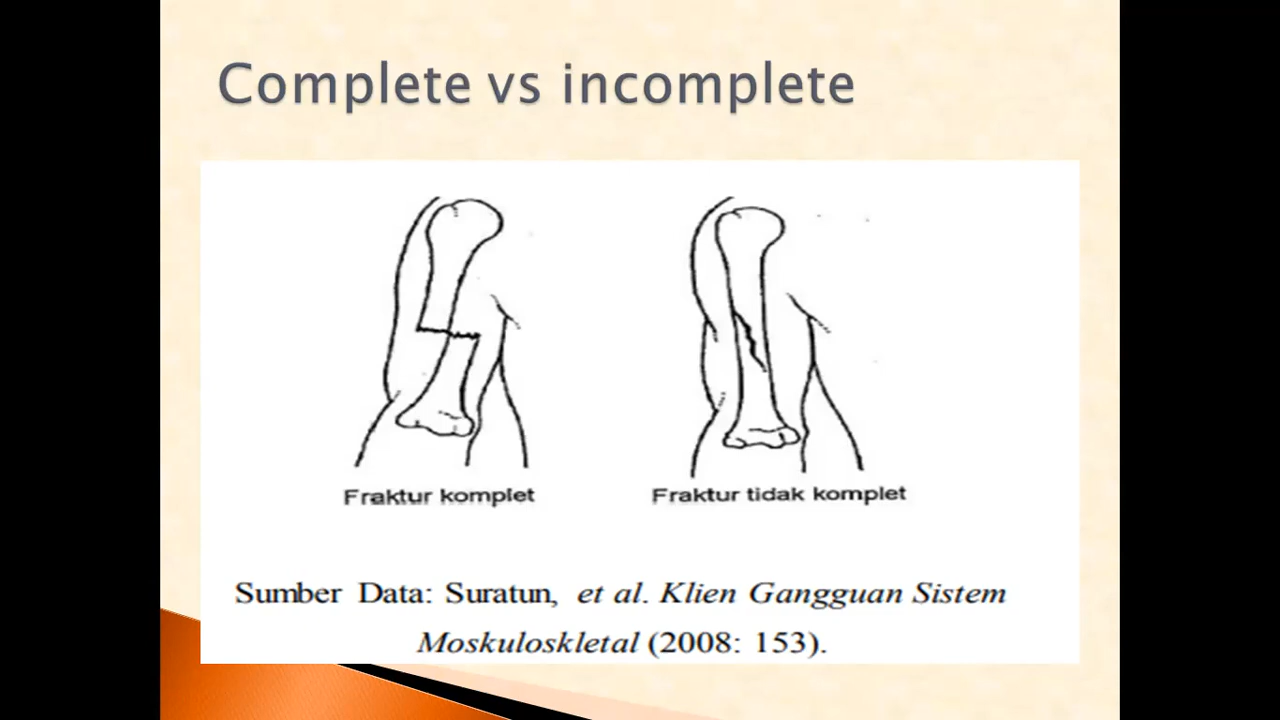 Complete vs incomplete
Fraktur komplet
Fraktur tidak komplet
Sumber Data: Suratun, et al. Klien Gangguan Sistem
Moskuloskletal (2008: 153).